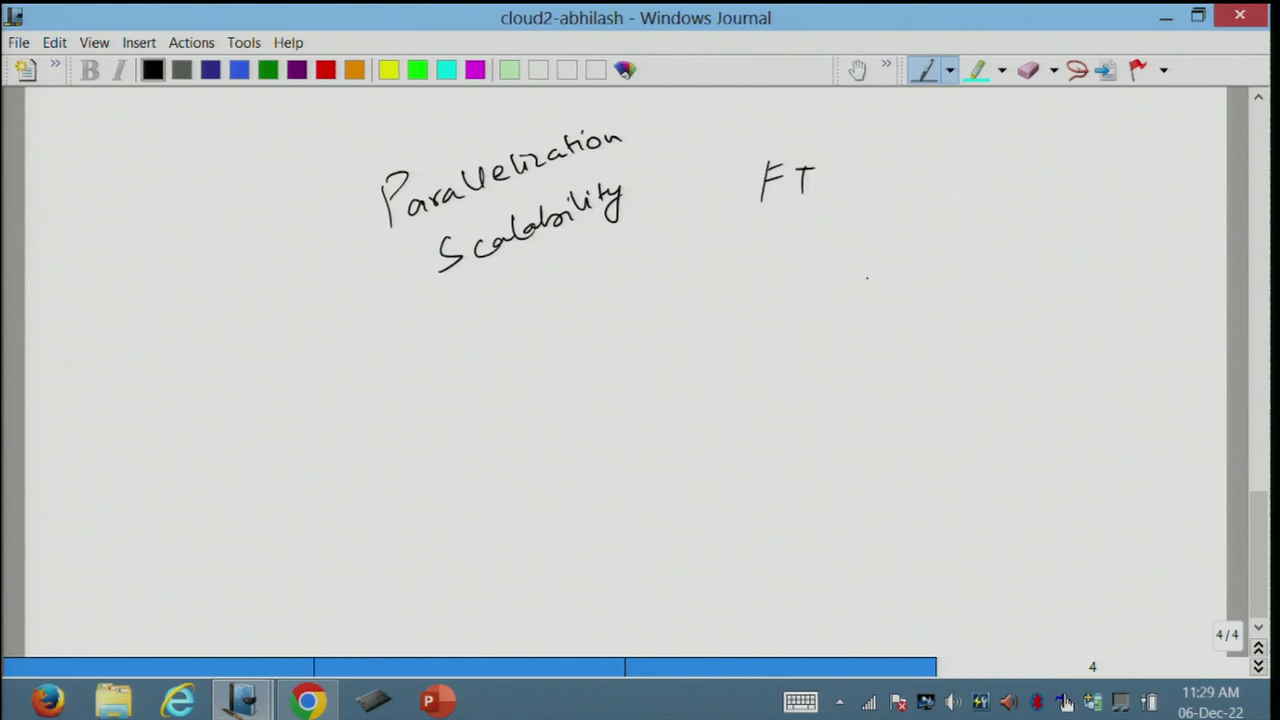 cloud2-abhilash - Windows Journal
File Edit View Insert Actions Tools Help
B I
Parallelization
Scalability
FT
4/4
4
11:29 AM
06-Dec-22